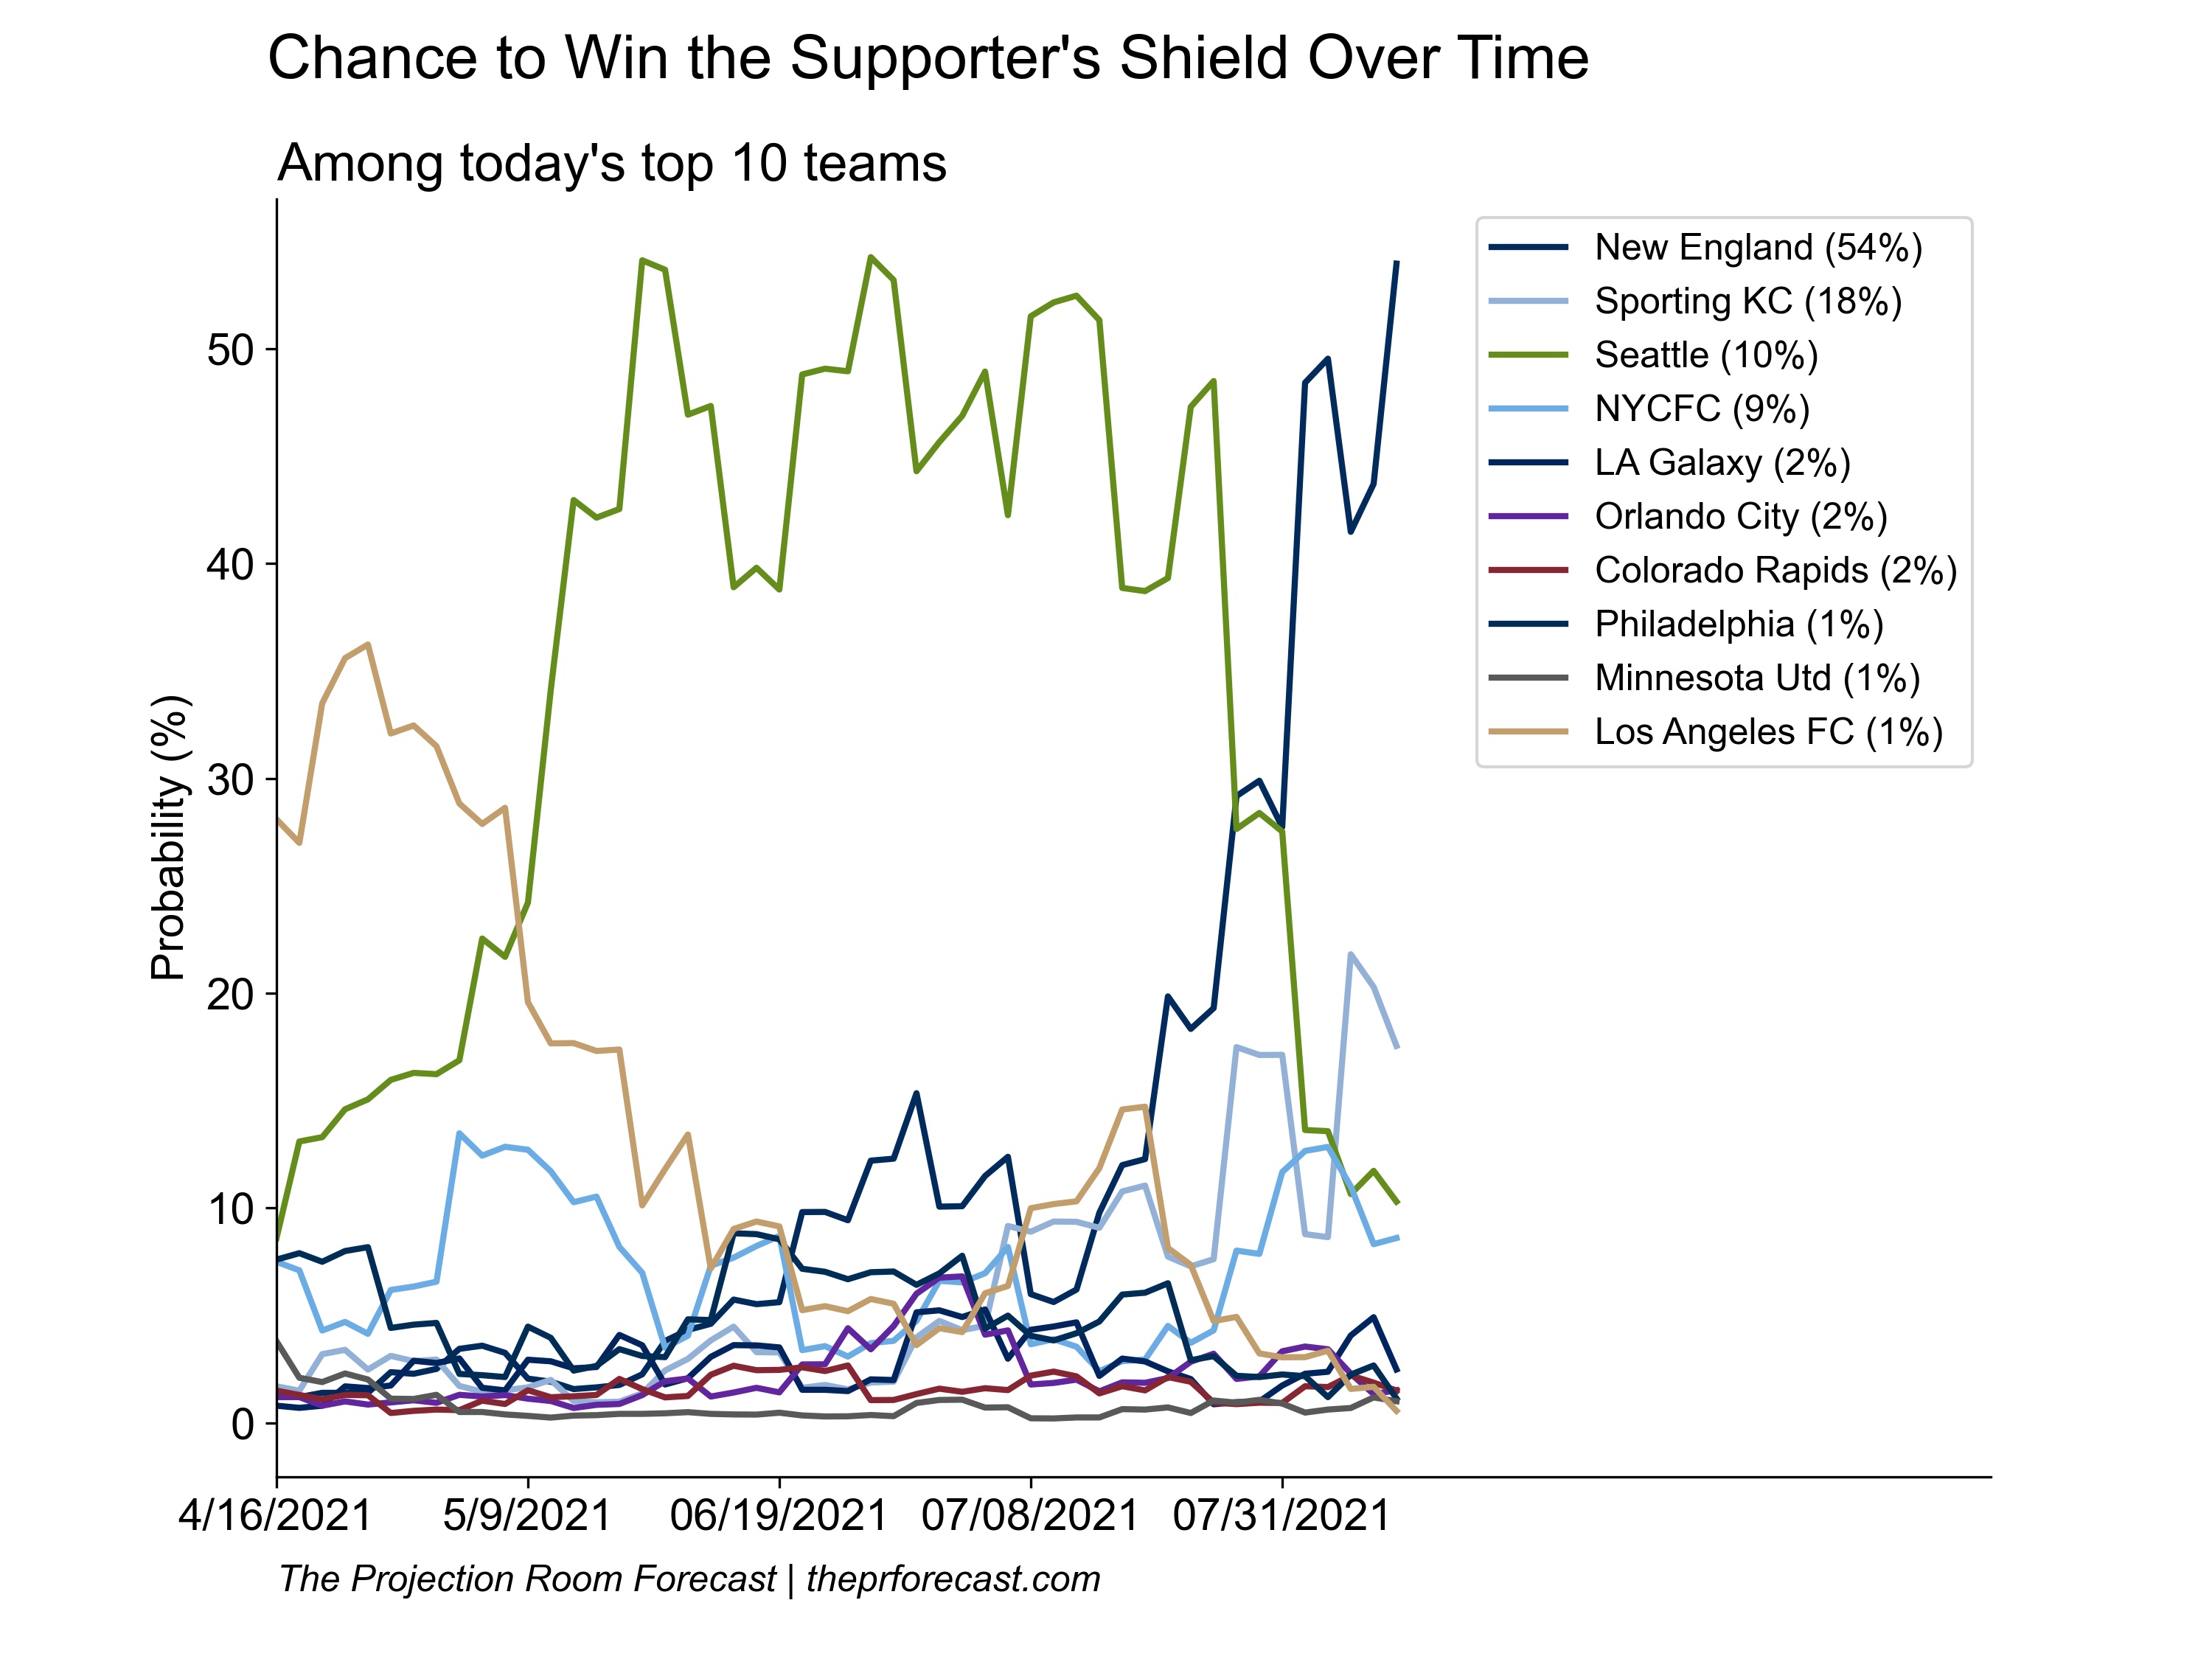 Chance to Win the Supporter's Shield Over Time
Among today's top 10 teams
New England (54%)
Sporting KC (18%)
Seattle (10%)
NYCFC (9%)
LA Galaxy (2%)
Orlando City (2%)
Colorado Rapids (2%)
Philadelphia (1%)
Minnesota Utd (1%)
Los Angeles FC (1%)
Probability (%)
50
40
30
20
10
0
4/16/2021 5/9/2021 06/19/2021 07/08/2021 07/31/2021
The Projection Room Forecast | theprforecast.com